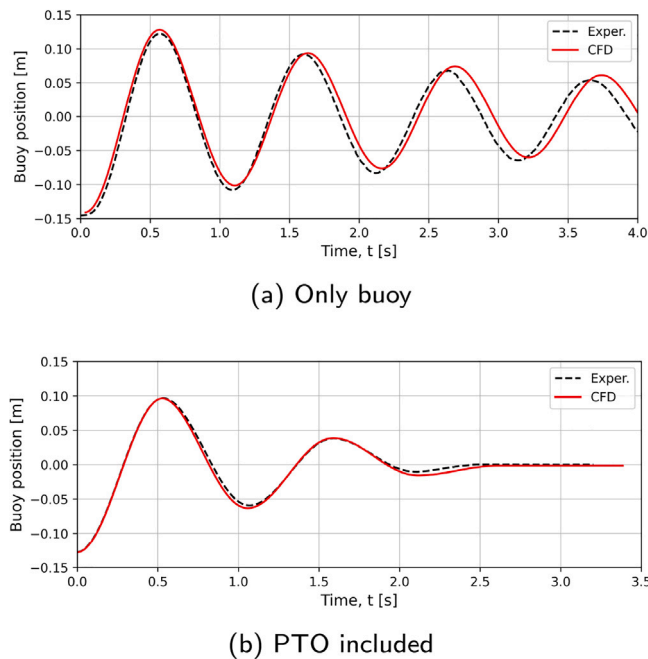 0.15
0.10
0.05
0.00
−0.05
−0.10
−0.15
Buoy position [m]
Exper.
CFD
0.0 0.5 1.0 1.5 2.0 2.5 3.0 3.5 4.0
Time, t [s]
(a) Only buoy
0.15
0.10
0.05
0.00
−0.05
−0.10
−0.15
Buoy position [m]
Exper.
CFD
0.0 0.5 1.0 1.5 2.0 2.5 3.0 3.5
Time, t [s]
(b) PTO included